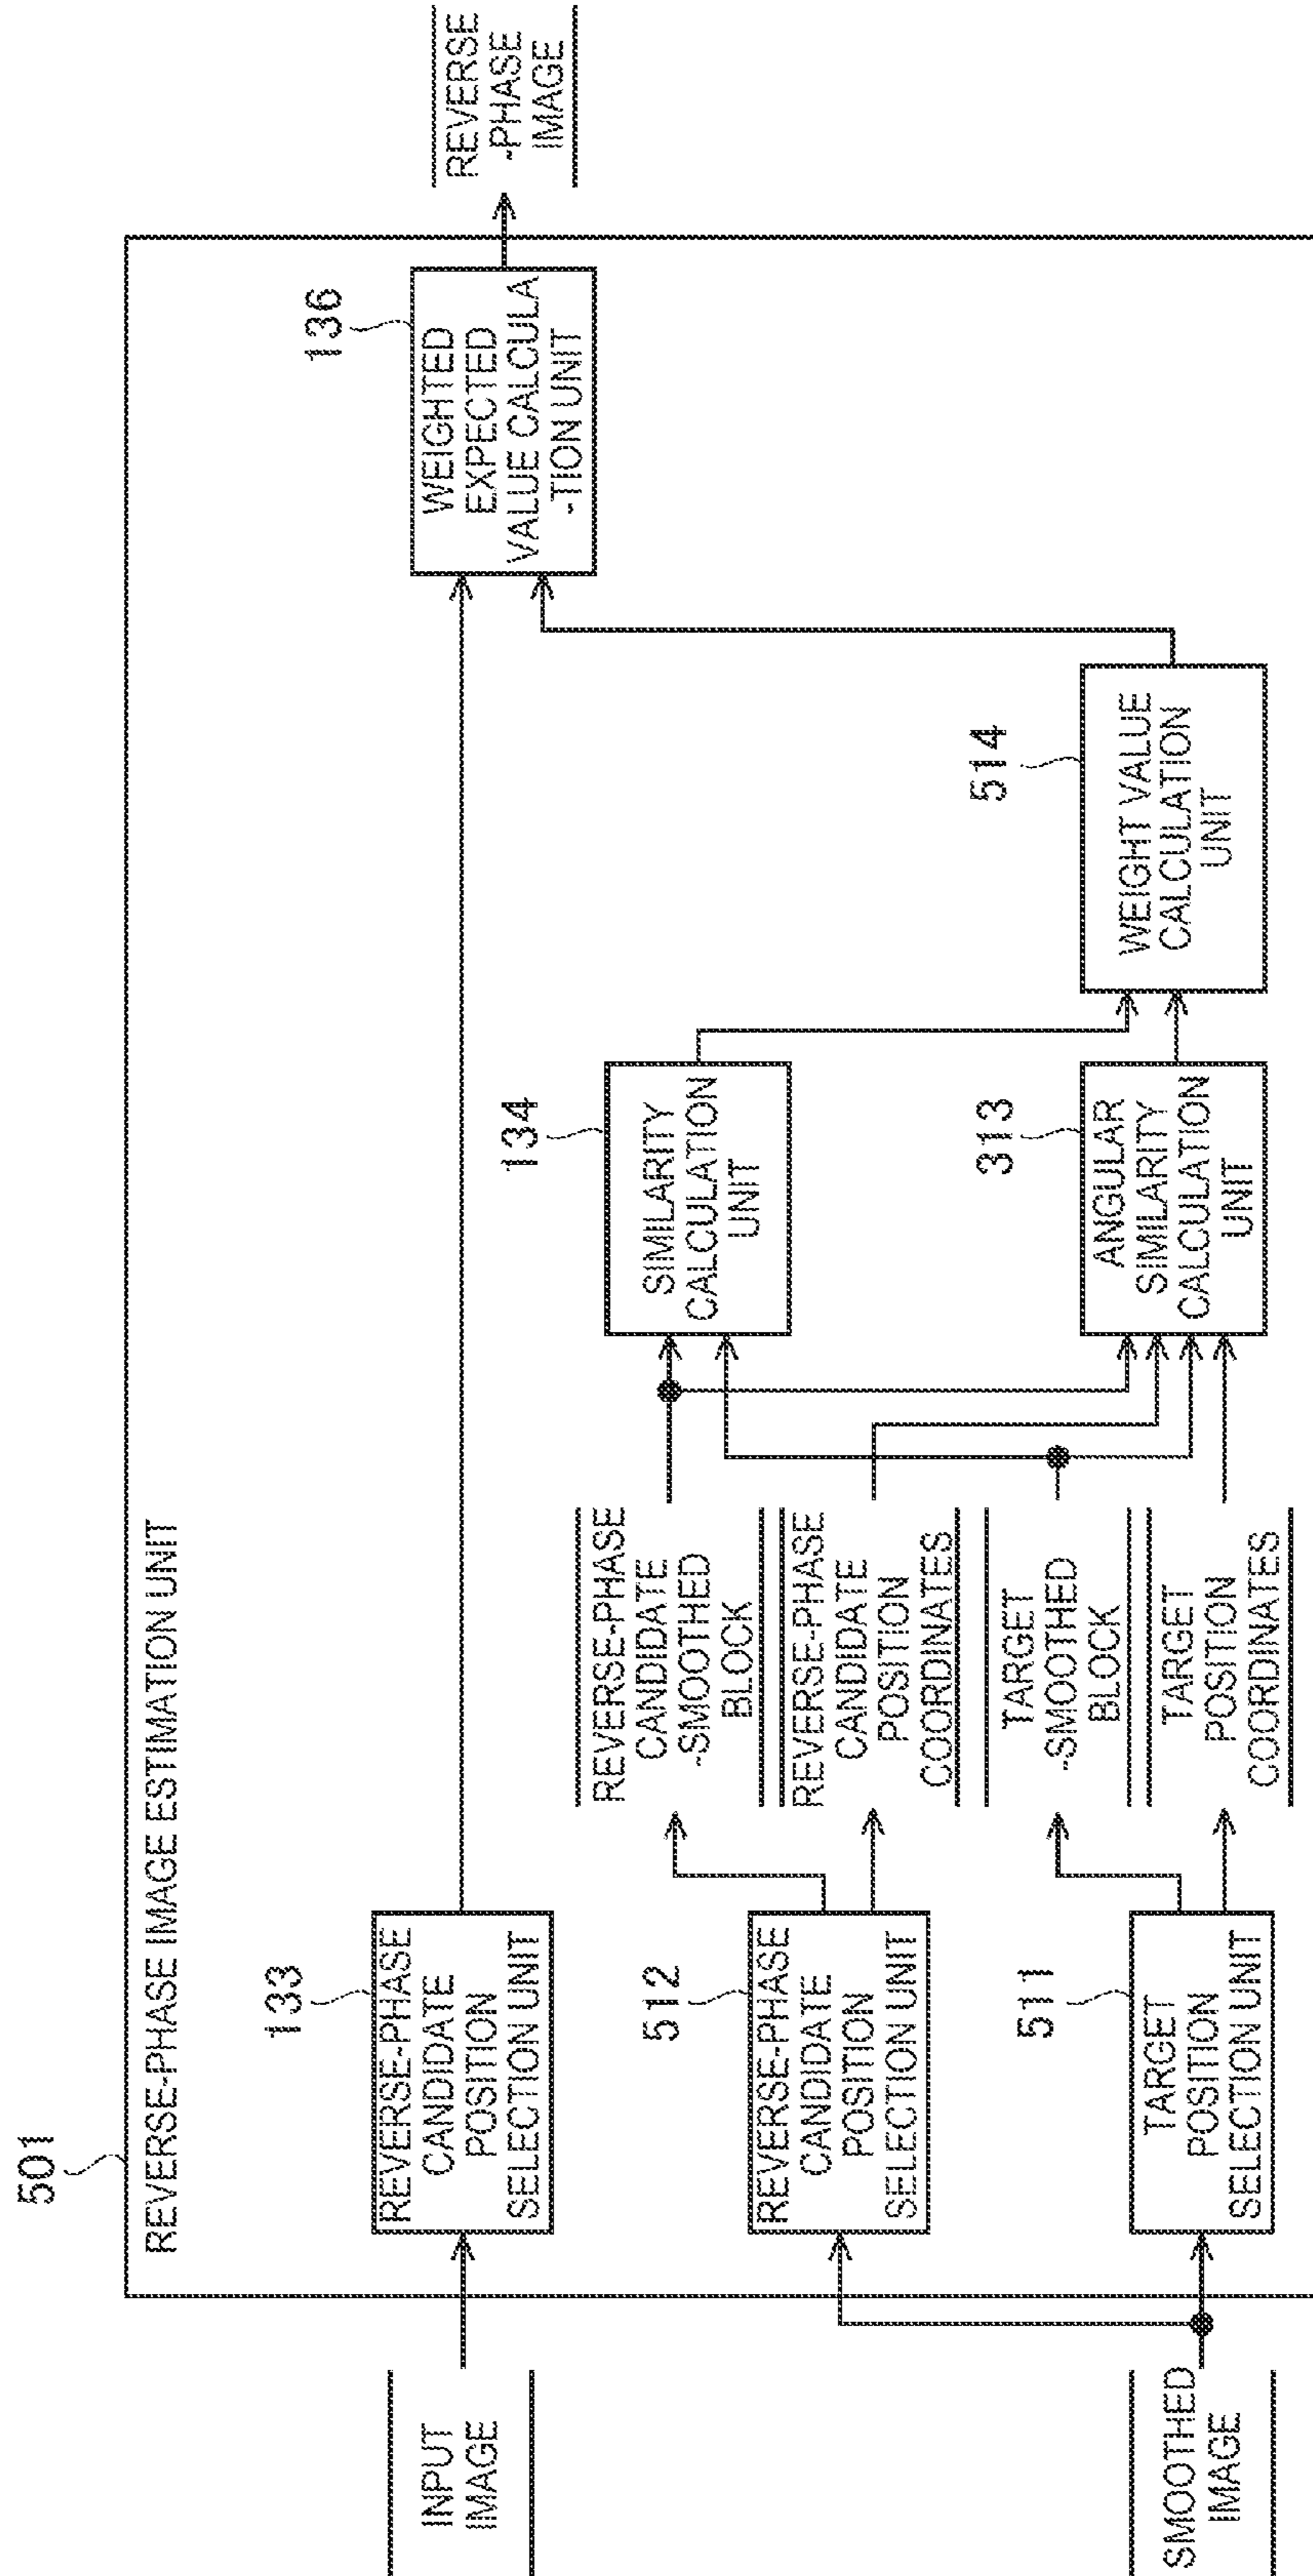 501
REVERSE-PHASE IMAGE ESTIMATION UNIT
INPUT
IMAGE
133
REVERSE-PHASE
CANDIDATE
POSITION
SELECTION UNIT
136
WEIGHTED
EXPECTED
VALUE CALCULA
-TION UNIT
REVERSE
-PHASE
IMAGE
512
REVERSE-PHASE
CANDIDATE
POSITION
SELECTION UNIT
REVERSE-PHASE
CANDIDATE
-SMOOTHED
BLOCK
REVERSE-PHASE
CANDIDATE
POSITION
COORDINATES
134
SIMILARITY
CALCULATION
UNIT
SMOOTHED
IMAGE
511
TARGET
POSITION
SELECTION UNIT
TARGET
-SMOOTHED
BLOCK
TARGET
POSITION
COORDINATES
313
ANGULAR
SIMILARITY
CALCULATION
UNIT
514
WEIGHT VALUE
CALCULATION
UNIT